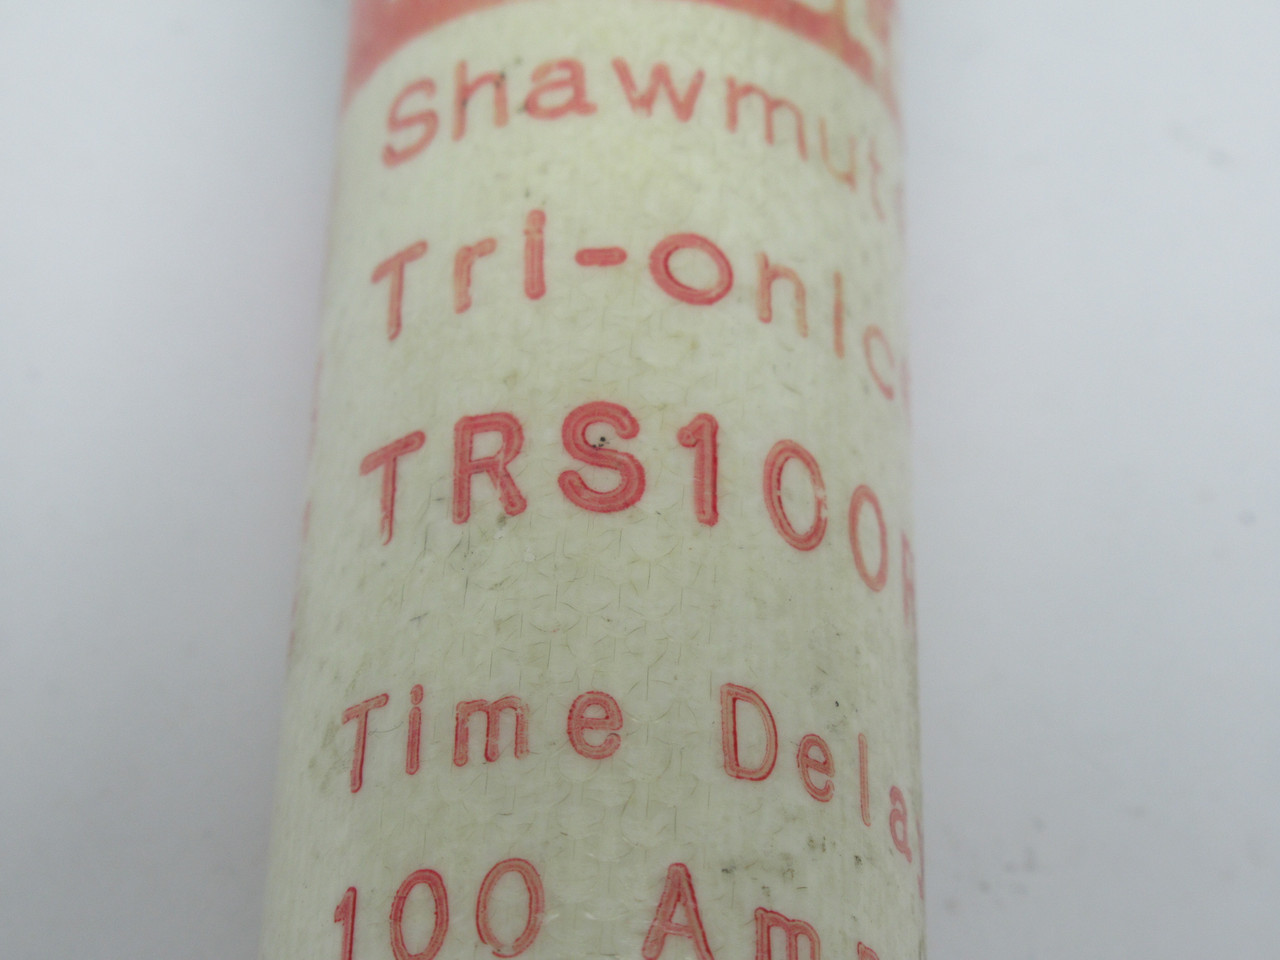 Shawmut
Tri-onic
TRS100R
Time Delay
100 Amp